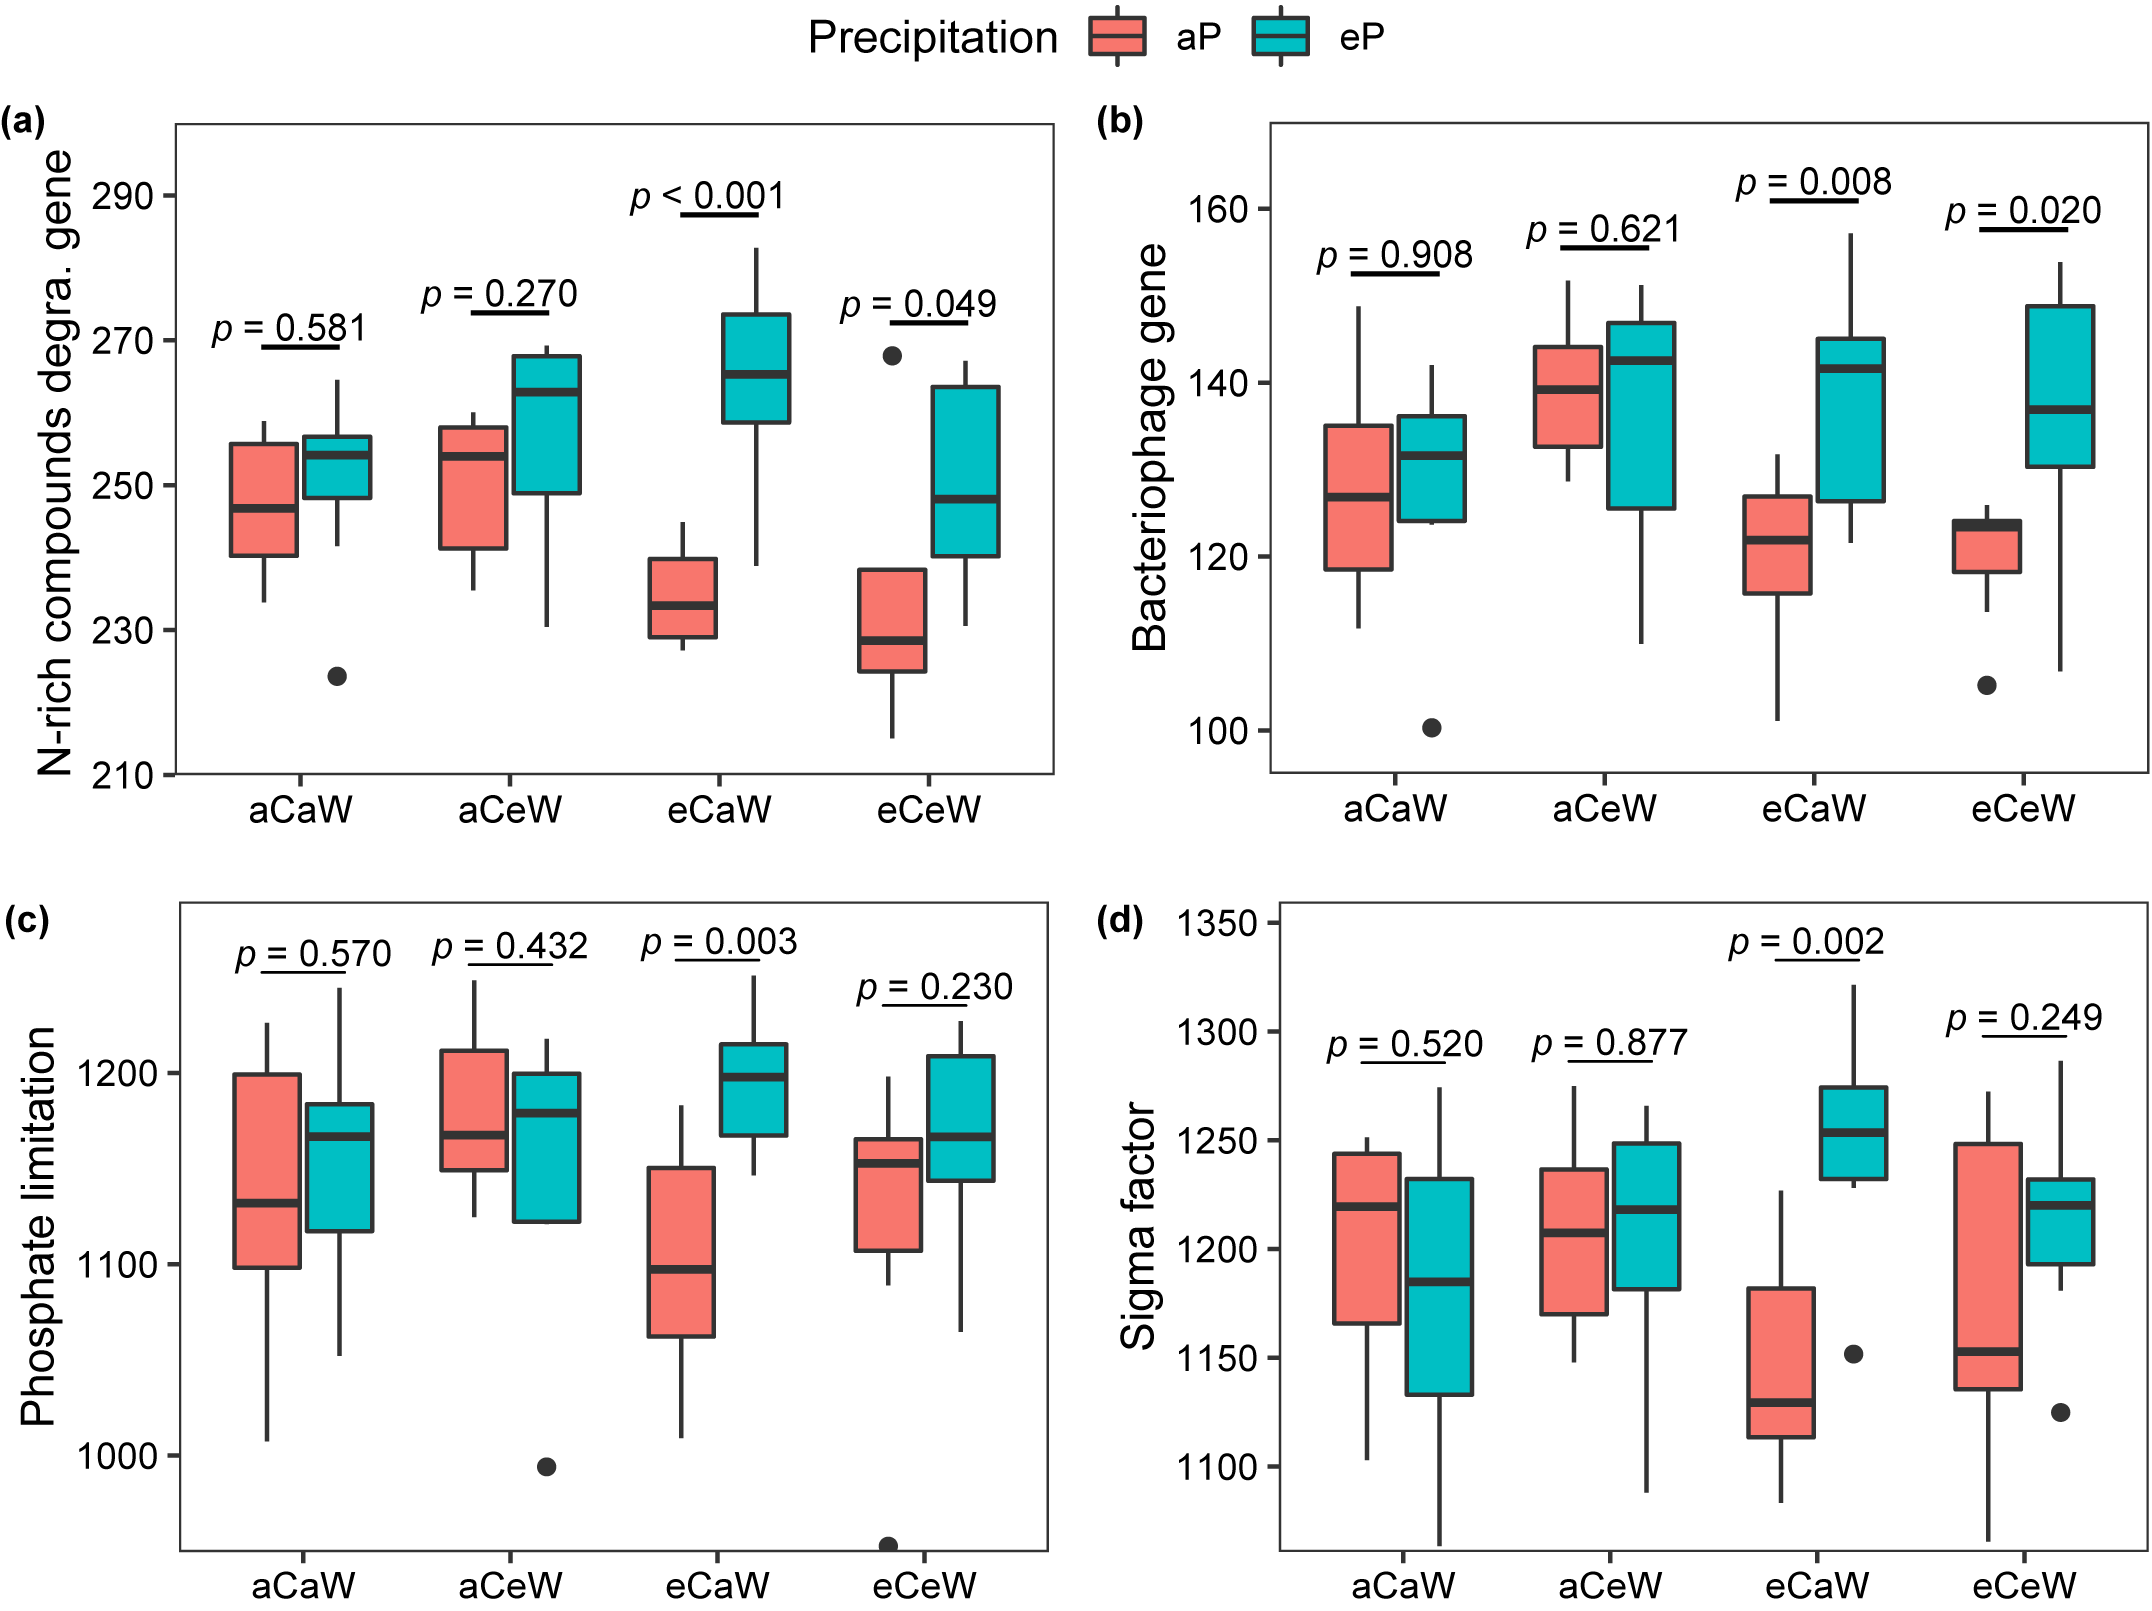 Precipitation aP eP
(a)
N-rich compounds degra. gene
290
270
250
230
210
p = 0.581
p = 0.270
p < 0.001
p = 0.049
aCaW aCeW eCaW eCeW
(b)
Bacteriophage gene
160
140
120
100
p = 0.908
p = 0.621
p = 0.008
p = 0.020
aCaW aCeW eCaW eCeW
(c)
Phosphate limitation
1200
1100
1000
p = 0.570
p = 0.432
p = 0.003
p = 0.230
aCaW aCeW eCaW eCeW
(d)
Sigma factor
1350
1300
1250
1200
1150
1100
p = 0.520
p = 0.877
p = 0.002
p = 0.249
aCaW aCeW eCaW eCeW